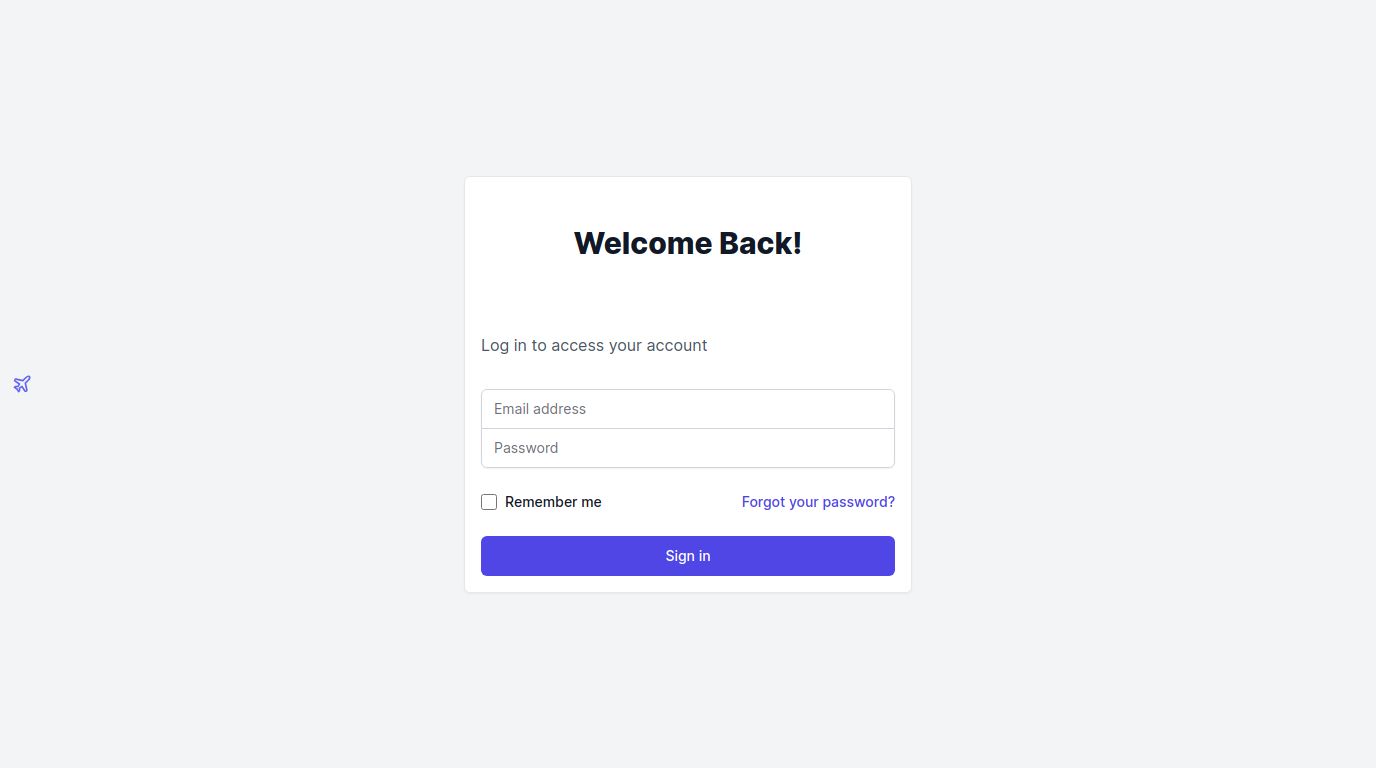 Welcome Back!
Log in to access your account
Email address
Password
Remember me
Forgot your password?
Sign in